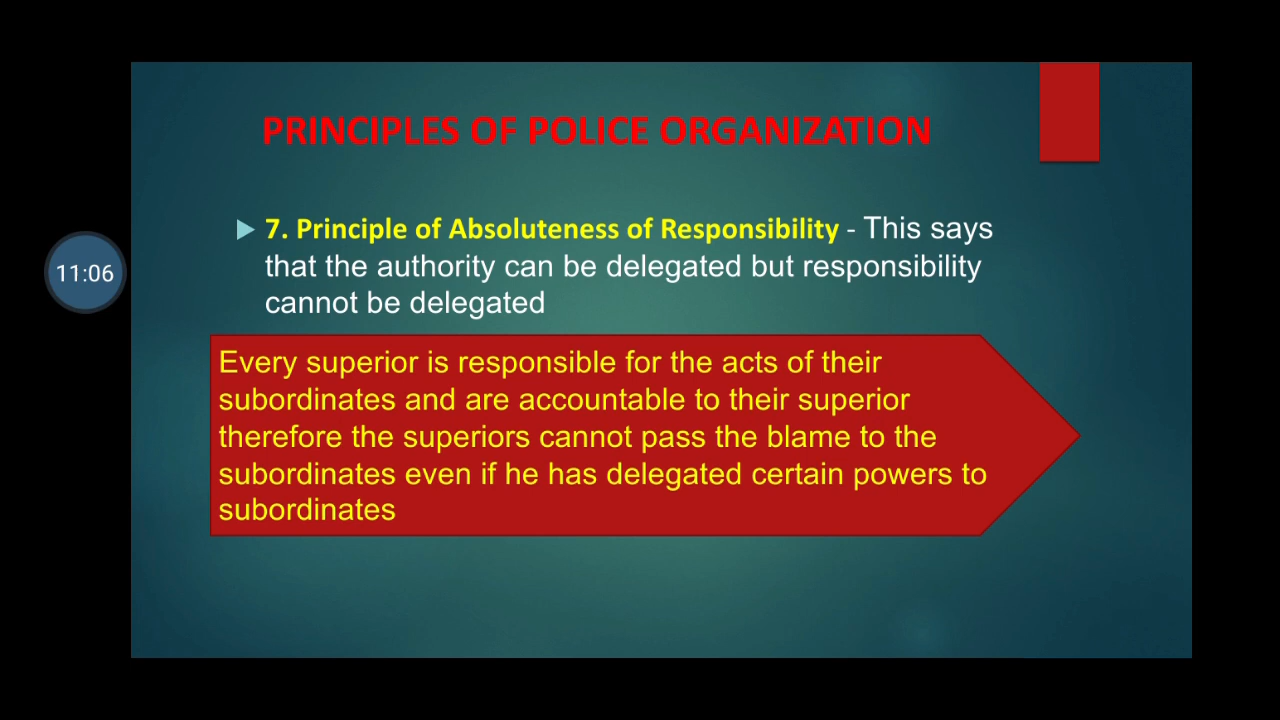 PRINCIPLES OF POLICE ORGANIZATION
7. Principle of Absoluteness of Responsibility - This says
that the authority can be delegated but responsibility
cannot be delegated
11:06
Every superior is responsible for the acts of their
subordinates and are accountable to their superior
therefore the superiors cannot pass the blame to the
subordinates even if he has delegated certain powers to
subordinates